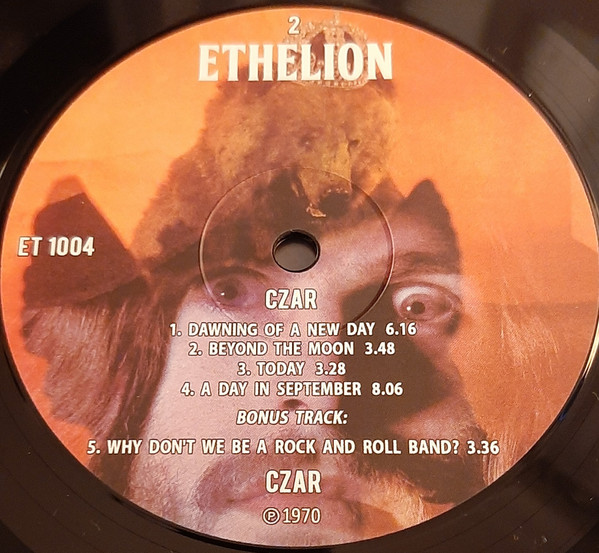 2
ETHELION
ET 1004
CZAR
1. DAWNING OF A NEW DAY 6.16
2. BEYOND THE MOON 3.48
3. TODAY 3.28
4. A DAY IN SEPTEMBER 8.06
BONUS TRACK:
5. WHY DON'T WE BE A ROCK AND ROLL BAND? 3.36
CZAR
℗ 1970